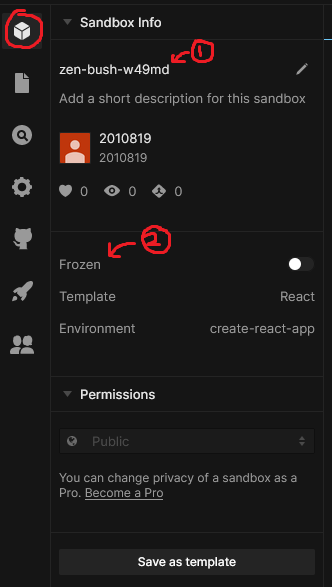 Sandbox Info
zen-bush-w49md
1
Add a short description for this sandbox
2010819
2010819
0 0 0
2
Frozen
Template React
Environment create-react-app
Permissions
Public
You can change privacy of a sandbox as a
Pro. Become a Pro
Save as template